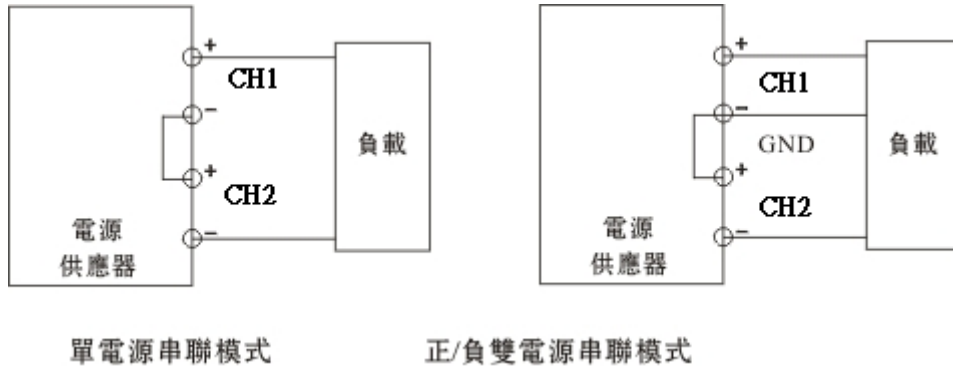 +
CH1
-
+
CH2
-
負載
電源
供應器
單電源串聯模式
+
CH1
-
GND
+
CH2
-
負載
電源
供應器
正/負雙電源串聯模式